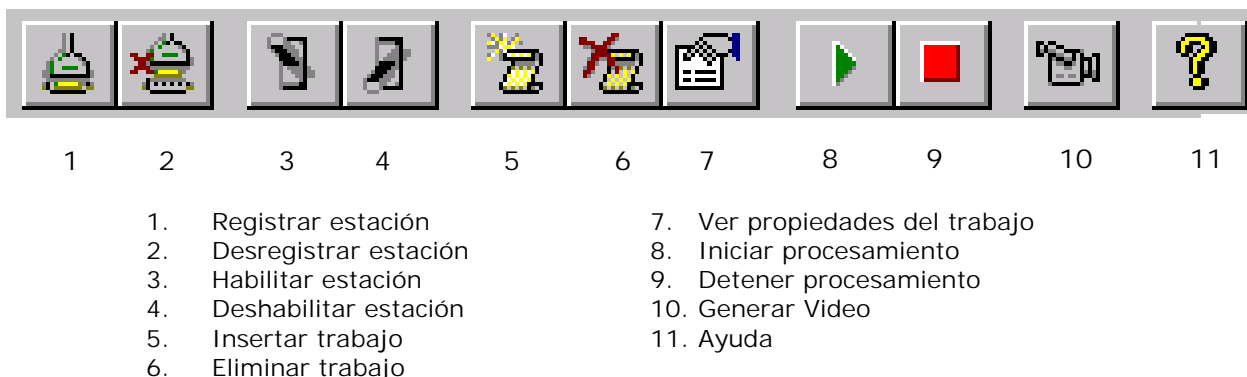 1 2 3 4 5 6 7 8 9 10 11
1. Registrar estación
2. Desregistrar estación
3. Habilitar estación
4. Deshabilitar estación
5. Insertar trabajo
6. Eliminar trabajo
7. Ver propiedades del trabajo
8. Iniciar procesamiento
9. Detener procesamiento
10. Generar Video
11. Ayuda